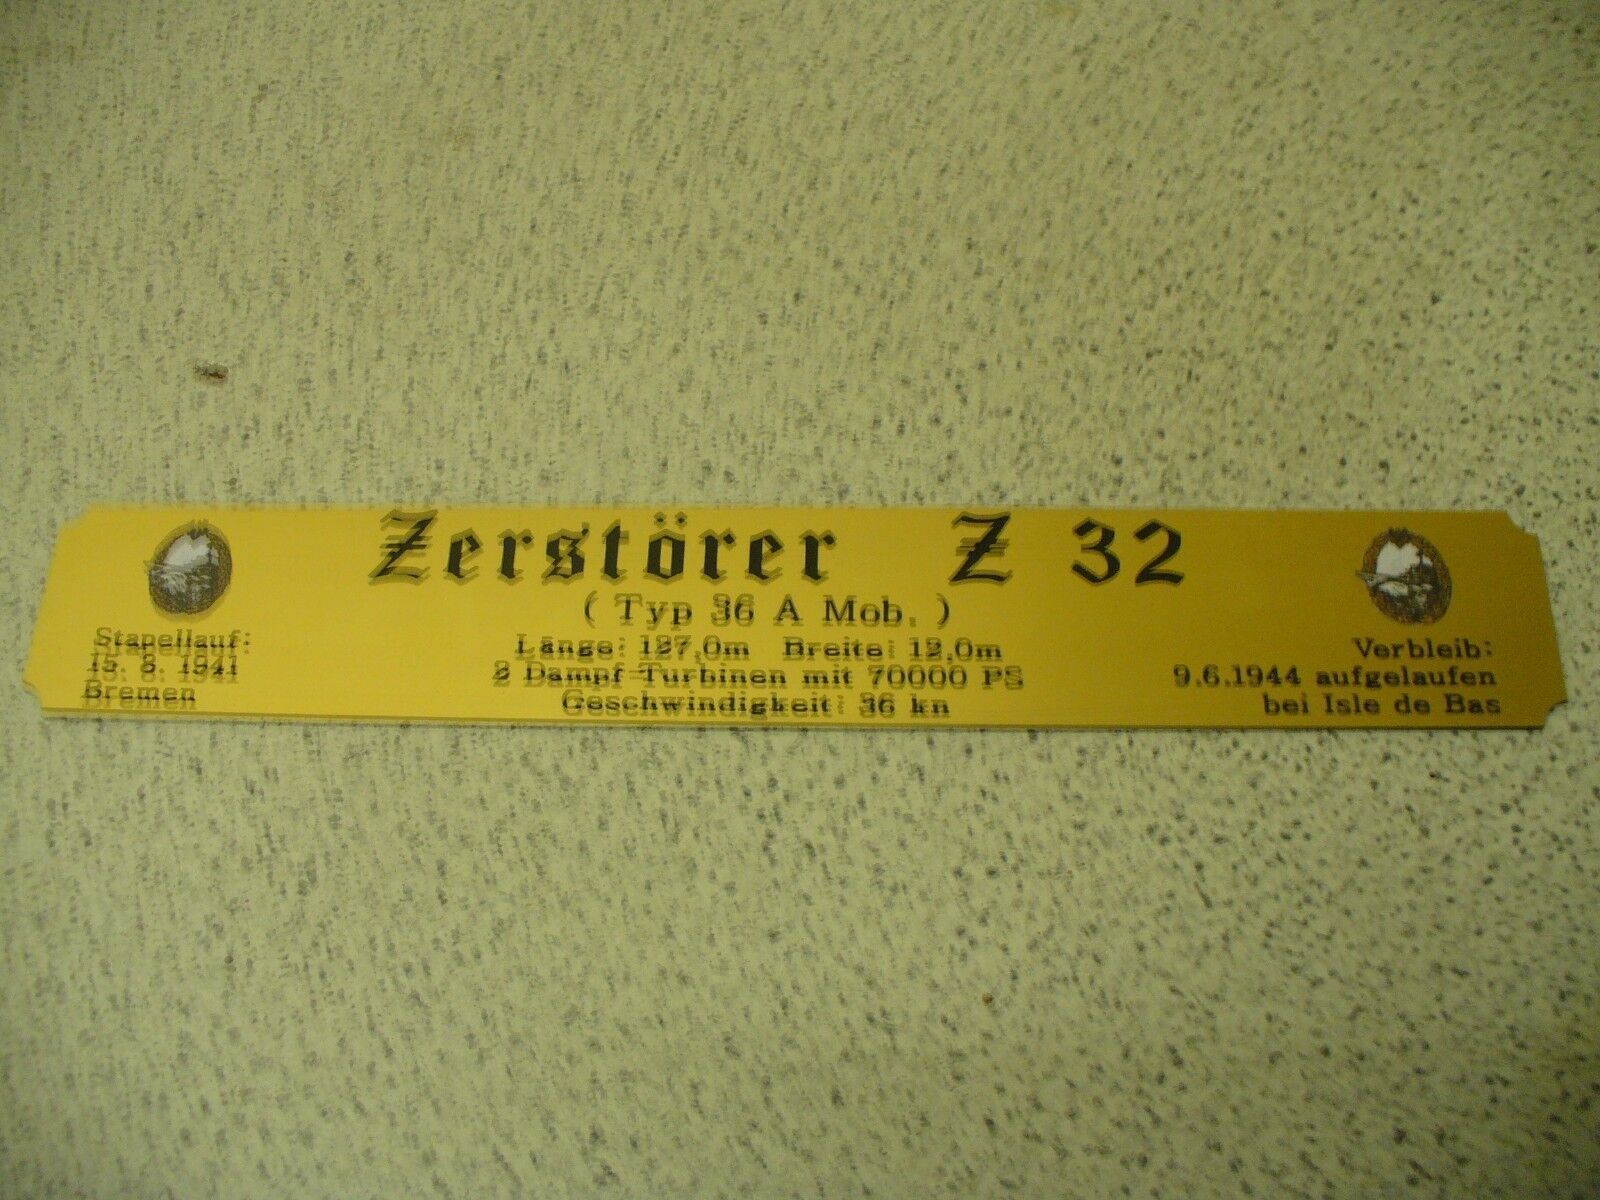 Zerstörer Z 32
( Typ 36 A Mob. )
Stapellauf:
15. 8. 1941
Bremen
Länge: 127,0m Breite: 12,0m
2 Dampf Turbinen mit 70000 PS
Geschwindigkeit: 36 kn
Verbleib:
9.6.1944 aufgelaufen
bei Isle de Bas